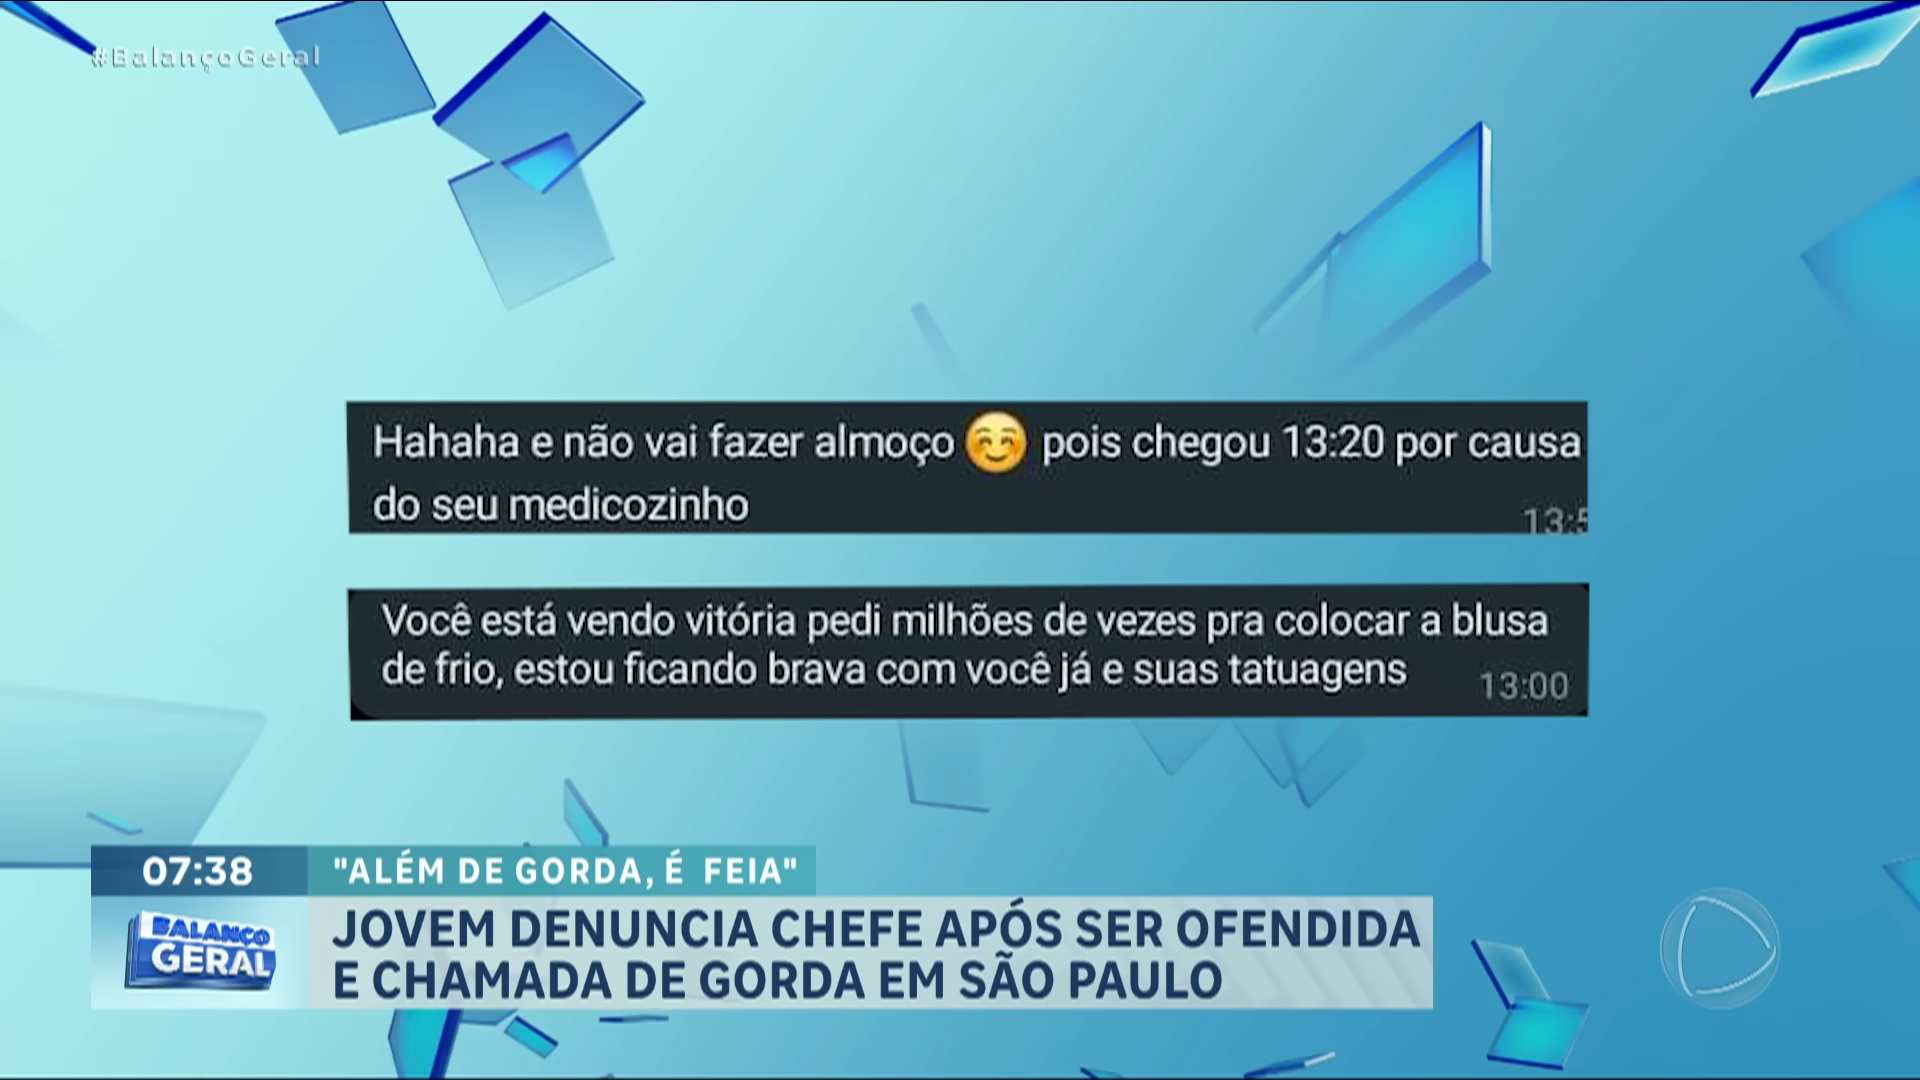 #BalançoGeral
Hahaha e não vai fazer almoço ☺️ pois chegou 13:20 por causa
do seu medicozinho
13:5
Você está vendo vitória pedi milhões de vezes pra colocar a blusa
de frio, estou ficando brava com você já e suas tatuagens
13:00
07:38
"ALÉM DE GORDA, É FEIA"
BALANÇO
GERAL
JOVEM DENUNCIA CHEFE APÓS SER OFENDIDA
E CHAMADA DE GORDA EM SÃO PAULO